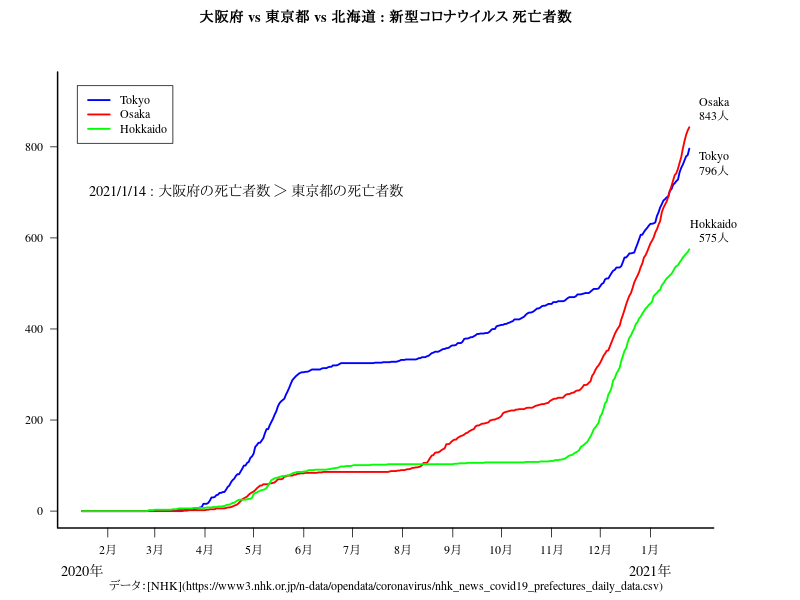 大阪府 vs 東京都 vs 北海道 : 新型コロナウイルス 死亡者数
Tokyo
Osaka
Hokkaido
Osaka
843人
Tokyo
796人
2021/1/14 : 大阪府の死亡者数 ＞ 東京都の死亡者数
Hokkaido
575人
800
600
400
200
0
2月 3月 4月 5月 6月 7月 8月 9月 10月 11月 12月 1月
2020年 2021年
データ:[NHK](https://www3.nhk.or.jp/n-data/opendata/coronavirus/nhk_news_covid19_prefectures_daily_data.csv)